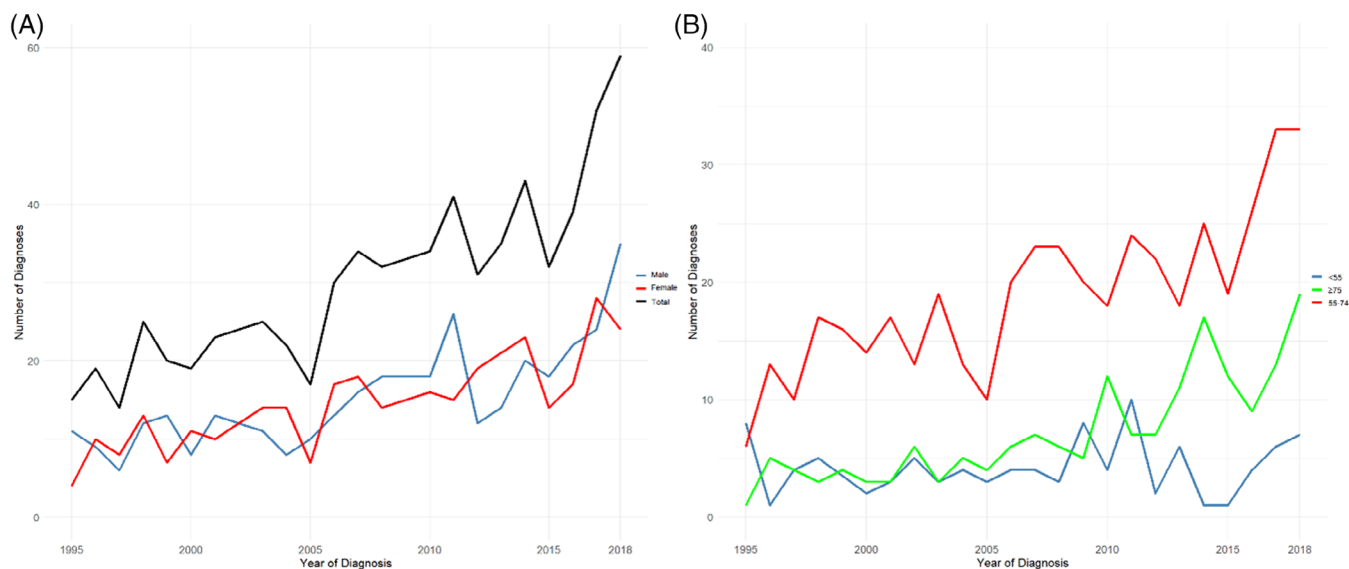 (A)
60
40
20
0
Number of Diagnoses
1995
2000
2005
2010
2015
2018
Year of Diagnosis
Male
Female
Total
(B)
40
30
20
10
0
Number of Diagnoses
1995
2000
2005
2010
2015
2018
Year of Diagnosis
<55
≥75
55-74